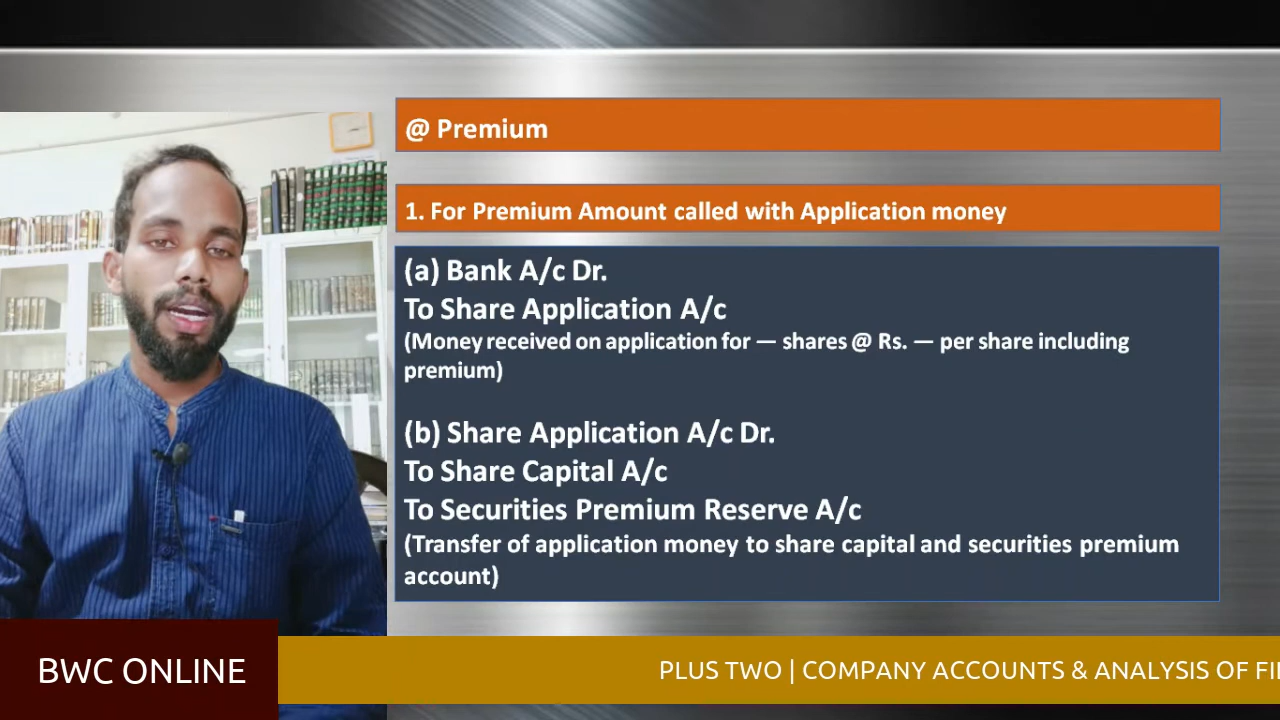 @ Premium
1. For Premium Amount called with Application money
(a) Bank A/c Dr.
To Share Application A/c
(Money received on application for — shares @ Rs. — per share including
premium)
(b) Share Application A/c Dr.
To Share Capital A/c
To Securities Premium Reserve A/c
(Transfer of application money to share capital and securities premium
account)
BWC ONLINE
PLUS TWO | COMPANY ACCOUNTS & ANALYSIS OF